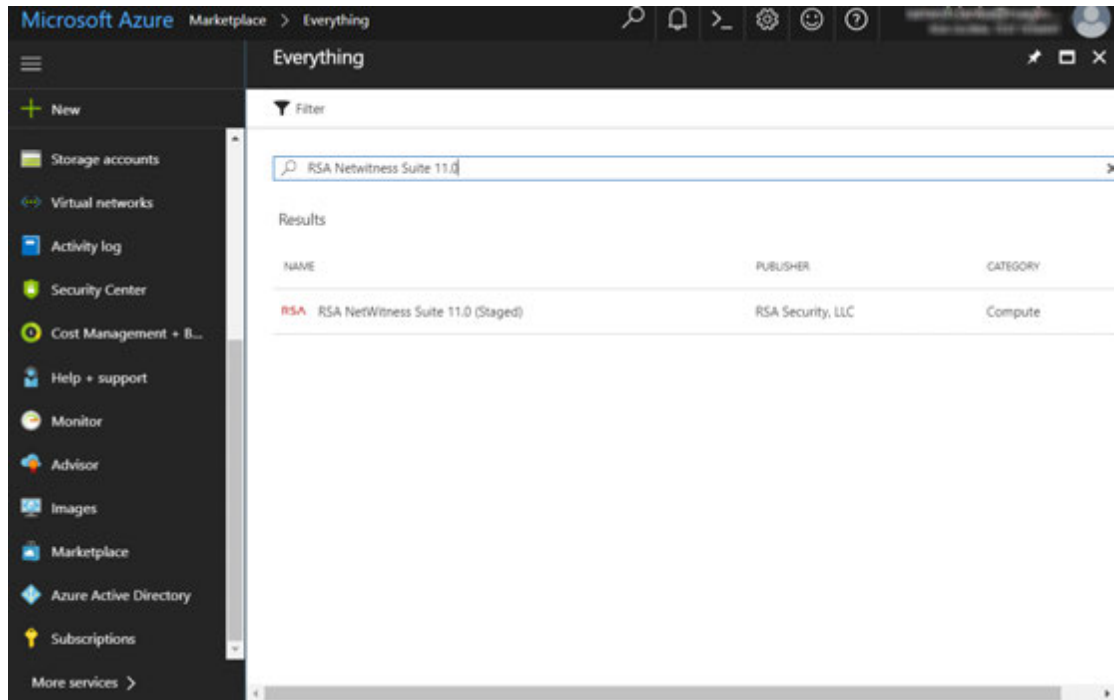 Microsoft Azure Marketplace > Everything
Everything
New
Filter
Storage accounts
RSA Netwitness Suite 11.0
Virtual networks
Results
Activity log
NAME PUBLISHER CATEGORY
Security Center
RSA RSA NetWitness Suite 11.0 (Staged) RSA Security, LLC Compute
Cost Management + B...
Help + support
Monitor
Advisor
Images
Marketplace
Azure Active Directory
Subscriptions
More services >